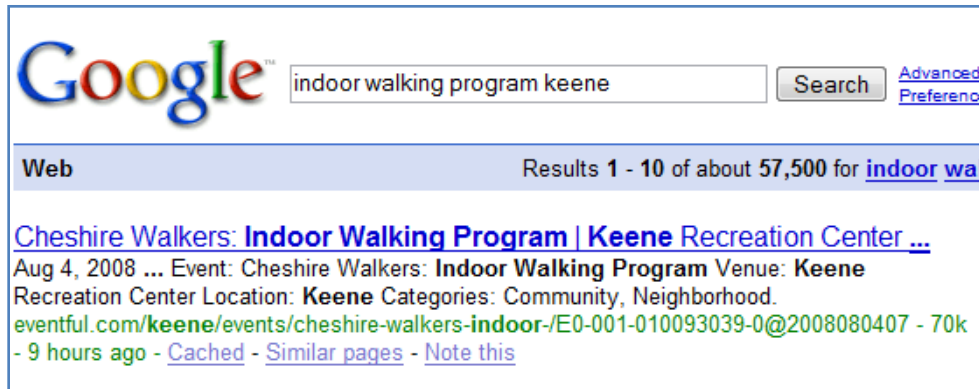 Google™
indoor walking program keene
Search
Advanced
Preferenc
Web
Results 1 - 10 of about 57,500 for indoor wa
Cheshire Walkers: Indoor Walking Program | Keene Recreation Center ...
Aug 4, 2008 ... Event: Cheshire Walkers: Indoor Walking Program Venue: Keene
Recreation Center Location: Keene Categories: Community, Neighborhood.
eventful.com/keene/events/cheshire-walkers-indoor-/E0-001-010093039-0@2008080407 - 70k
- 9 hours ago - Cached - Similar pages - Note this